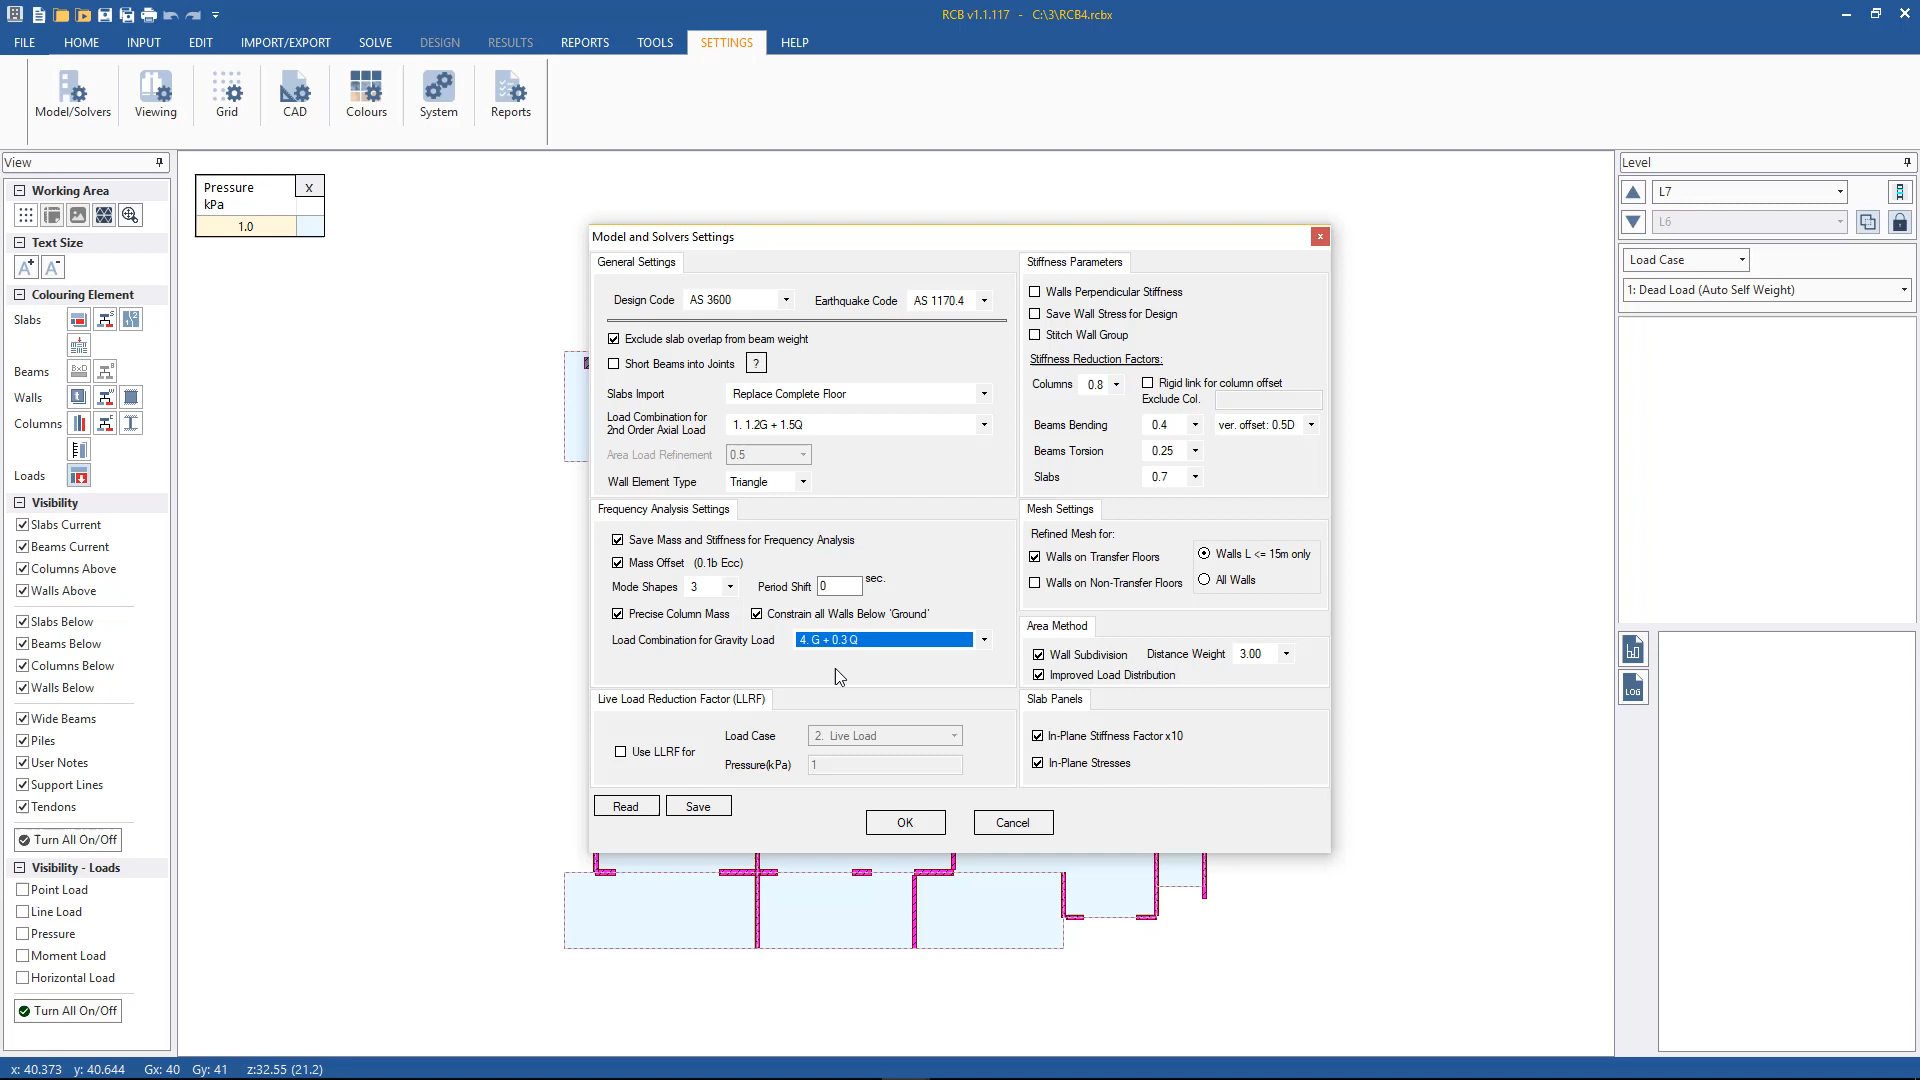 RCB v1.1.117 - C:\3\RCB4.rcbx
FILE HOME INPUT EDIT IMPORT/EXPORT SOLVE DESIGN RESULTS REPORTS TOOLS SETTINGS HELP
Model/Solvers Viewing Grid CAD Colours System Reports
View
Working Area
Text Size
A+ A-
Colouring Element
Slabs
Beams
BxD
Walls
Columns
Loads
Visibility
Slabs Current
Beams Current
Columns Above
Walls Above
Slabs Below
Beams Below
Columns Below
Walls Below
Wide Beams
Piles
User Notes
Support Lines
Tendons
Turn All On/Off
Visibility - Loads
Point Load
Line Load
Pressure
Moment Load
Horizontal Load
Turn All On/Off
Pressure
kPa
X
1.0
Model and Solvers Settings
x
General Settings
Design Code AS 3600 Earthquake Code AS 1170.4
Exclude slab overlap from beam weight
Short Beams into Joints ?
Slabs Import Replace Complete Floor
Load Combination for
2nd Order Axial Load 1. 1.2G + 1.5Q
Area Load Refinement 0.5
Wall Element Type Triangle
Frequency Analysis Settings
Save Mass and Stiffness for Frequency Analysis
Mass Offset (0.1b Ecc)
Mode Shapes 3 Period Shift 0 sec.
Precise Column Mass Constrain all Walls Below 'Ground'
Load Combination for Gravity Load 4. G + 0.3 Q
Live Load Reduction Factor (LLRF)
Use LLRF for
Load Case 2. Live Load
Pressure(kPa) 1
Read Save OK Cancel
Stiffness Parameters
Walls Perpendicular Stiffness
Save Wall Stress for Design
Stitch Wall Group
Stiffness Reduction Factors:
Columns 0.8 Rigid link for column offset
Exclude Col.
Beams Bending 0.4 ver. offset: 0.5D
Beams Torsion 0.25
Slabs 0.7
Mesh Settings
Refined Mesh for:
Walls on Transfer Floors Walls L <= 15m only
Walls on Non-Transfer Floors All Walls
Area Method
Wall Subdivision Distance Weight 3.00
Improved Load Distribution
Slab Panels
In-Plane Stiffness Factor x10
In-Plane Stresses
Level
L7
L6
Load Case
1: Dead Load (Auto Self Weight)
LOG
x: 40.373 y: 40.644 Gx: 40 Gy: 41 z:32.55 (21.2)